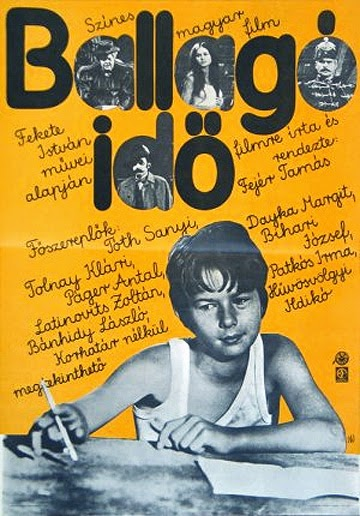 Színes magyar film
Ballagó
idő
Fekete
István
művei
alapján
filmre írta és
rendezte:
Fejér Tamás
Főszereplők:
Tóth Sanyi,
Tolnay Klári,
Páger Antal,
Latinovits Zoltán,
Bánhidy László,
Dayka Margit,
Bihari
József,
Patkós Irma,
Hűvösvölgyi
Ildikó
Korhatár nélkül
megtekinthető